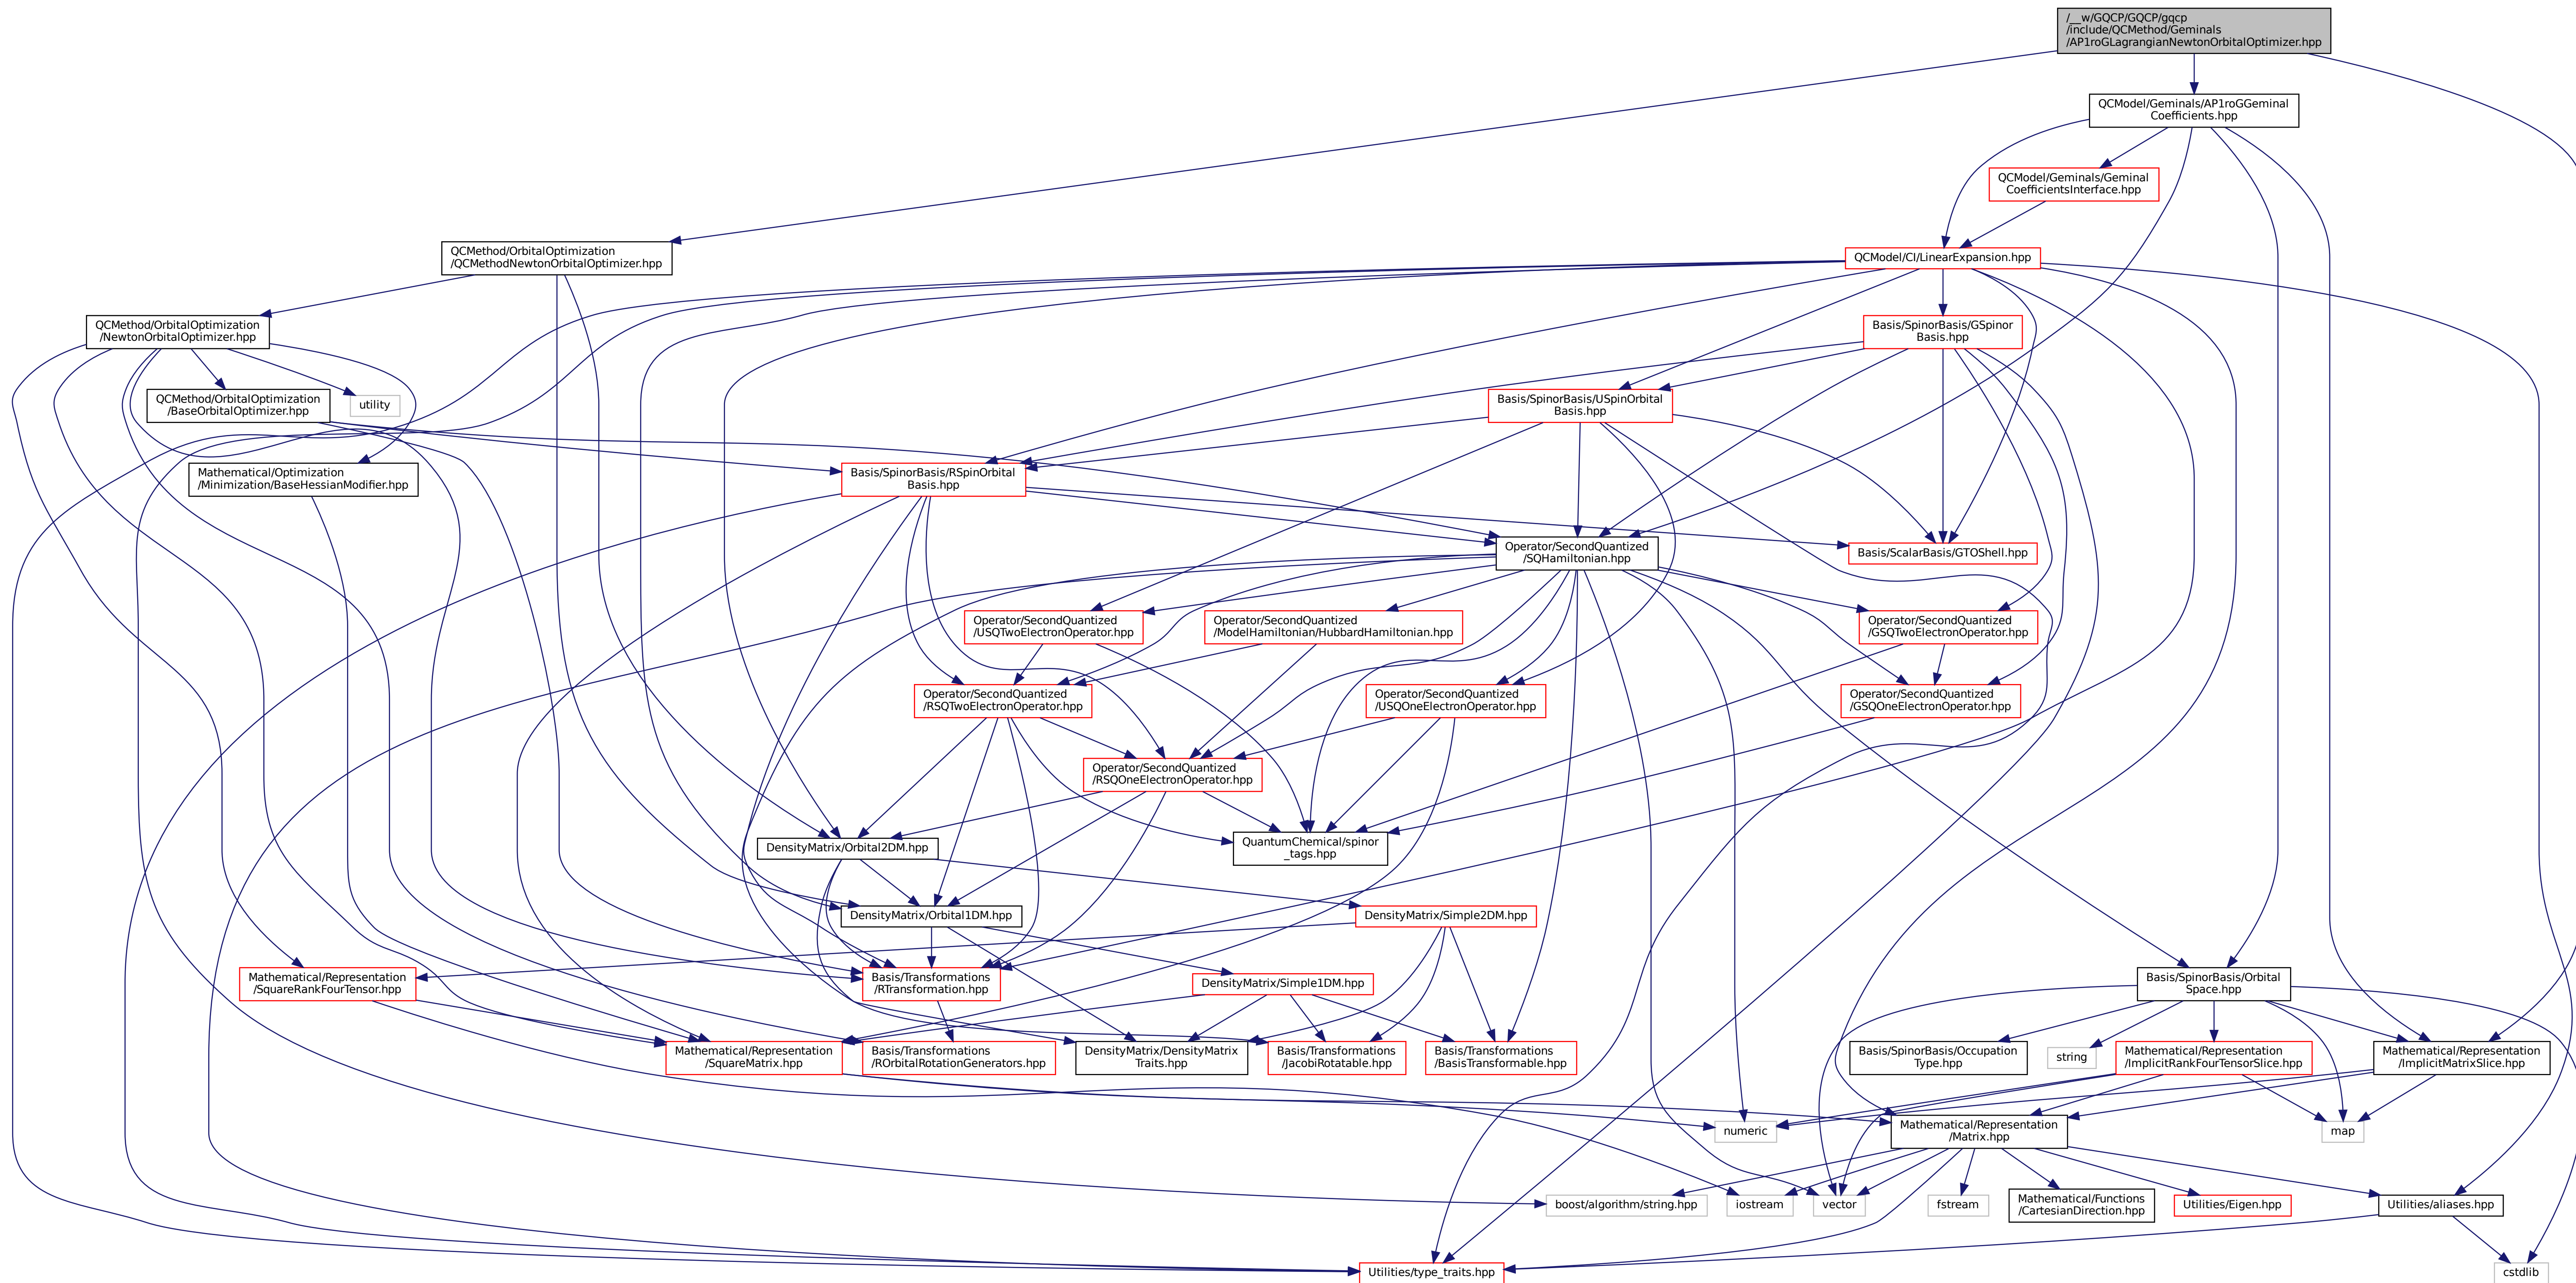 /__w/GQCP/GQCP/gqcp
/include/QCMethod/Geminals
/AP1roGLagrangianNewtonOrbitalOptimizer.hpp
QCModel/Geminals/AP1roGGeminal
Coefficients.hpp
QCModel/Geminals/Geminal
CoefficientsInterface.hpp
QCMethod/OrbitalOptimization
/QCMethodNewtonOrbitalOptimizer.hpp
QCModel/CI/LinearExpansion.hpp
QCMethod/OrbitalOptimization
/NewtonOrbitalOptimizer.hpp
Basis/SpinorBasis/GSpinor
Basis.hpp
QCMethod/OrbitalOptimization
/BaseOrbitalOptimizer.hpp
utility
Basis/SpinorBasis/USpinOrbital
Basis.hpp
Mathematical/Optimization
/Minimization/BaseHessianModifier.hpp
Basis/SpinorBasis/RSpinOrbital
Basis.hpp
Operator/SecondQuantized
/SQHamiltonian.hpp
Basis/ScalarBasis/GTOShell.hpp
Operator/SecondQuantized
/USQTwoElectronOperator.hpp
Operator/SecondQuantized
/ModelHamiltonian/HubbardHamiltonian.hpp
Operator/SecondQuantized
/GSQTwoElectronOperator.hpp
Operator/SecondQuantized
/RSQTwoElectronOperator.hpp
Operator/SecondQuantized
/USQOneElectronOperator.hpp
Operator/SecondQuantized
/GSQOneElectronOperator.hpp
Operator/SecondQuantized
/RSQOneElectronOperator.hpp
DensityMatrix/Orbital2DM.hpp
QuantumChemical/spinor
_tags.hpp
DensityMatrix/Orbital1DM.hpp
DensityMatrix/Simple2DM.hpp
Mathematical/Representation
/SquareRankFourTensor.hpp
Basis/Transformations
/RTransformation.hpp
DensityMatrix/Simple1DM.hpp
Basis/SpinorBasis/Orbital
Space.hpp
Mathematical/Representation
/SquareMatrix.hpp
Basis/Transformations
/ROrbitalRotationGenerators.hpp
DensityMatrix/DensityMatrix
Traits.hpp
Basis/Transformations
/JacobiRotatable.hpp
Basis/Transformations
/BasisTransformable.hpp
Basis/SpinorBasis/Occupation
Type.hpp
string
Mathematical/Representation
/ImplicitRankFourTensorSlice.hpp
Mathematical/Representation
/ImplicitMatrixSlice.hpp
numeric
Mathematical/Representation
/Matrix.hpp
map
boost/algorithm/string.hpp
iostream
vector
fstream
Mathematical/Functions
/CartesianDirection.hpp
Utilities/Eigen.hpp
Utilities/aliases.hpp
Utilities/type_traits.hpp
cstdlib